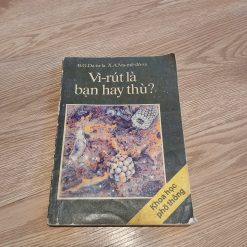 Vi-rút là
bạn hay thù?
Khoa học
phổ thông